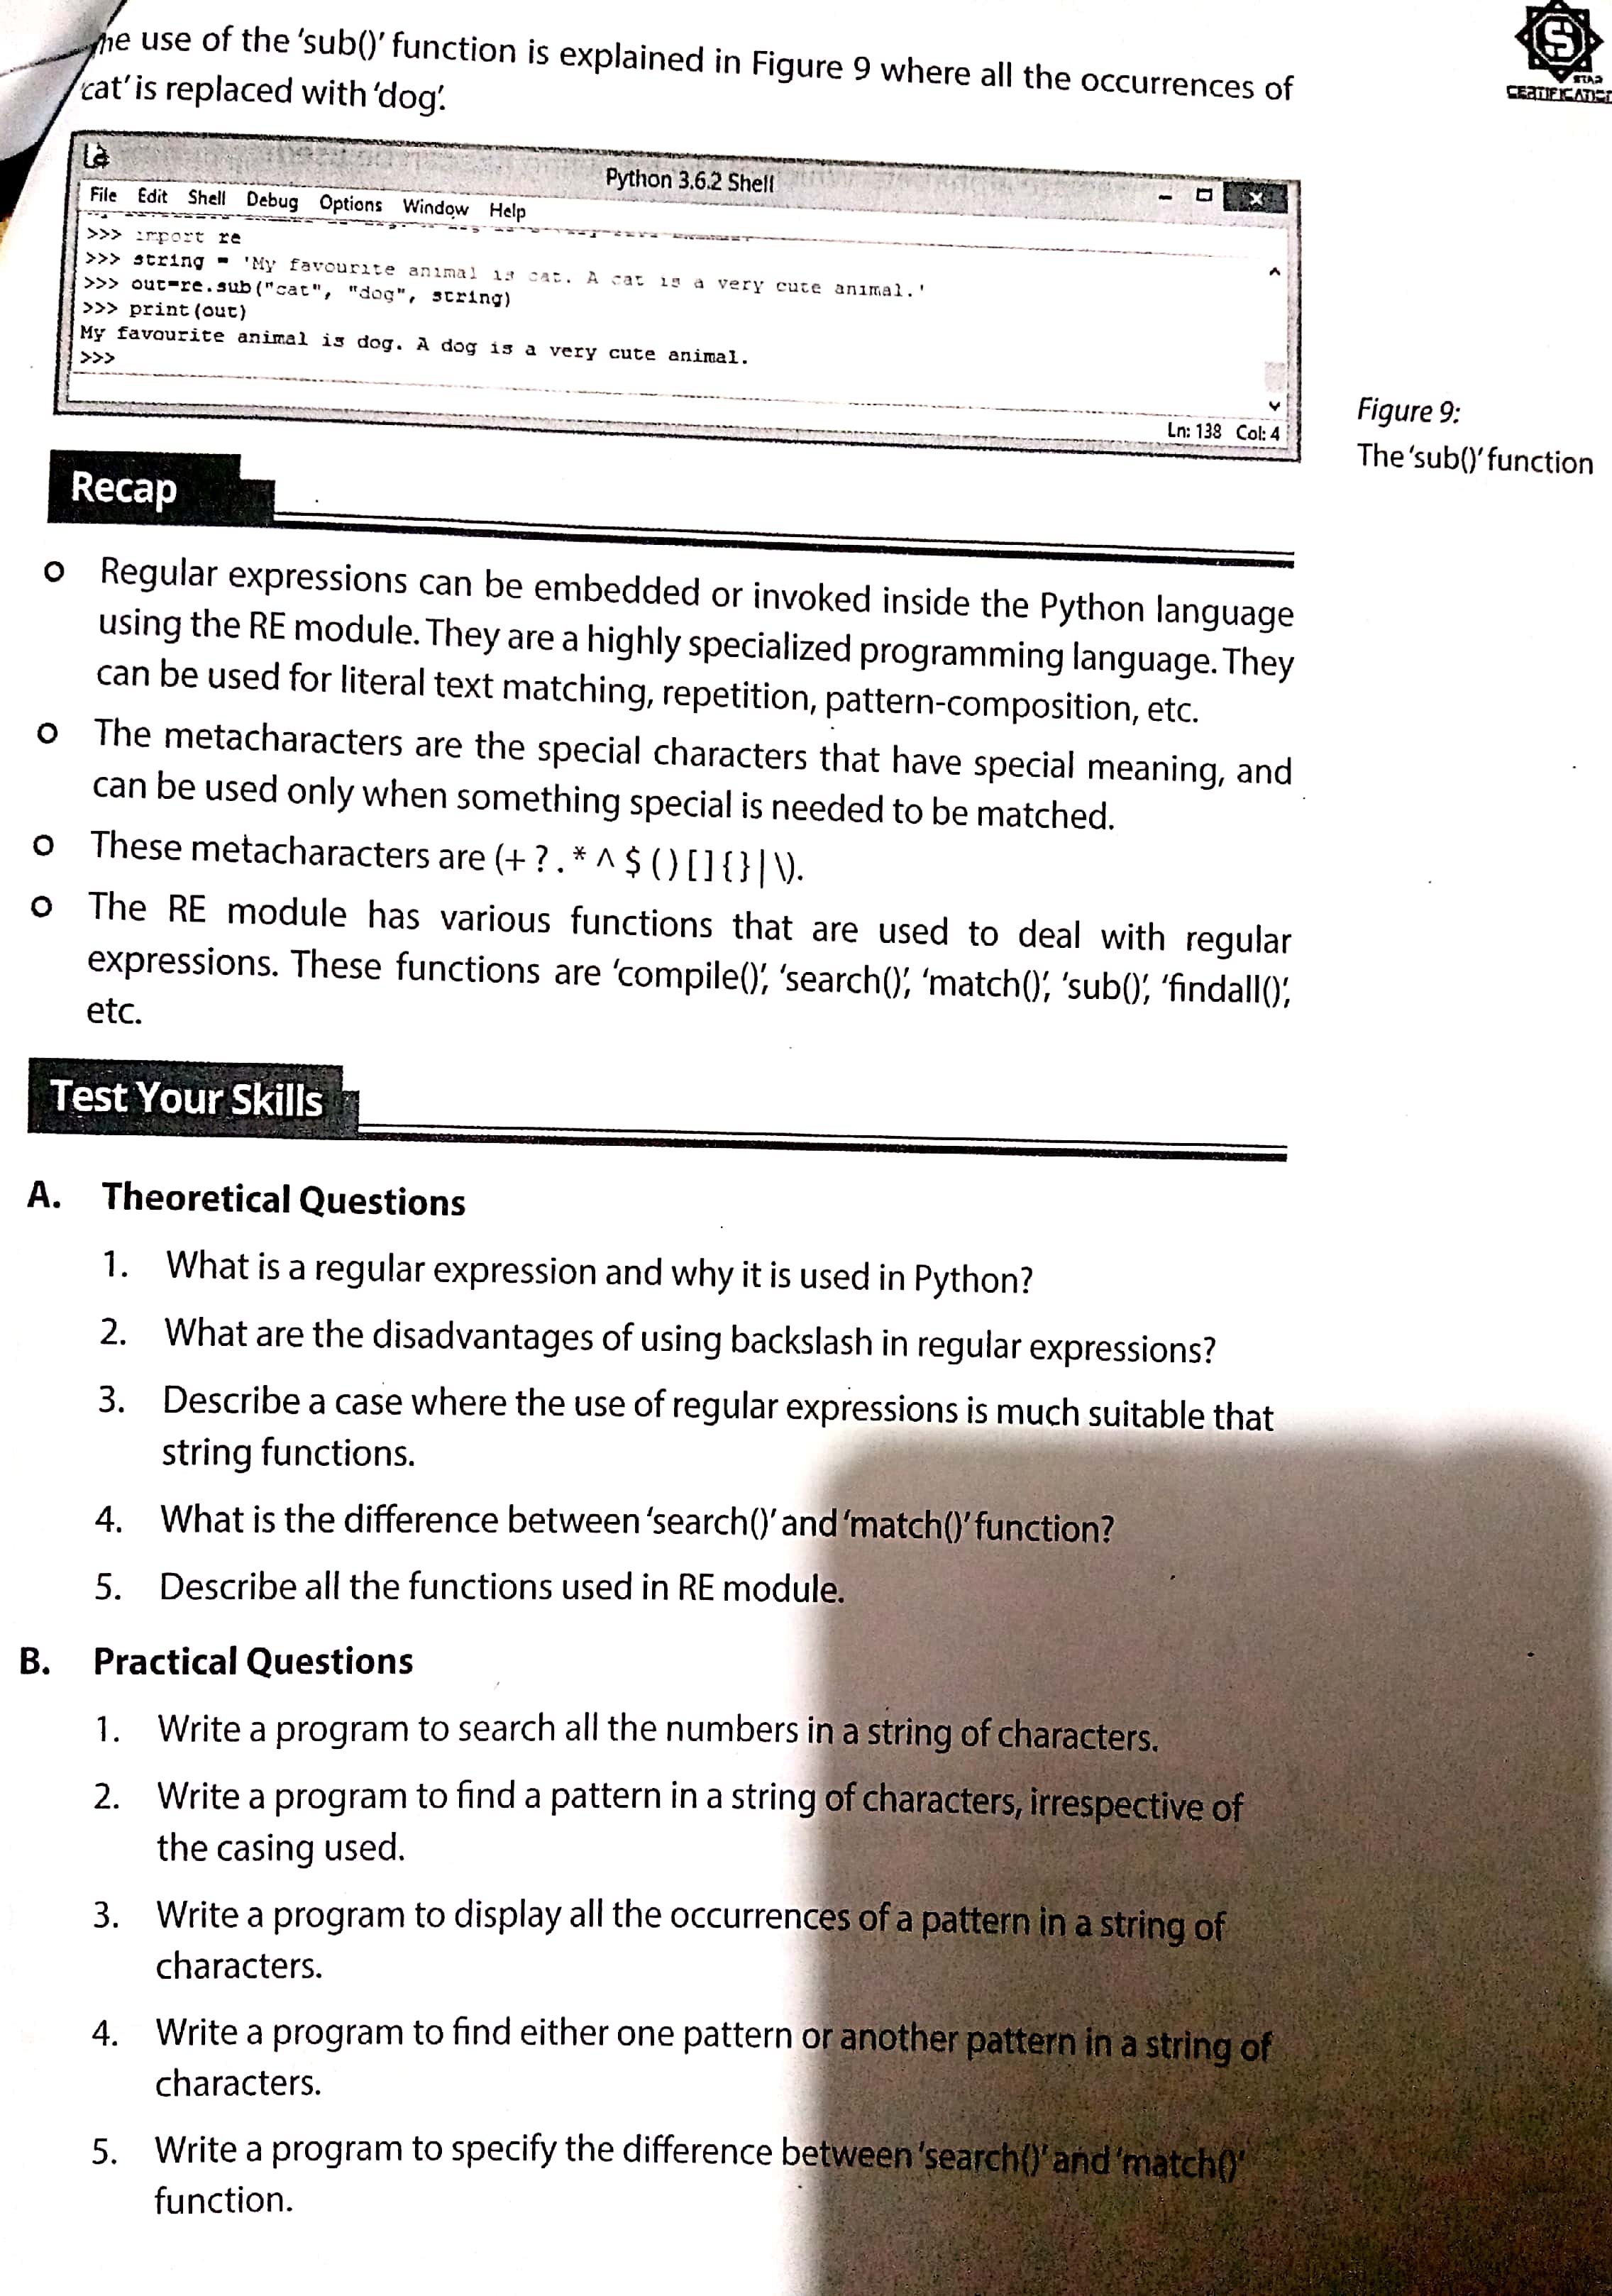 he use of the ‘sub()’ function is explained in Figure 9 where all the occurrences of
‘cat’ is replaced with ‘dog’.
STAR
CERTIFICATION
Python 3.6.2 Shell
File Edit Shell Debug Options Window Help
>>> import re
>>> string = 'My favourite animal is cat. A cat is a very cute animal.'
>>> out=re.sub("cat", "dog", string)
>>> print(out)
My favourite animal is dog. A dog is a very cute animal.
>>>
Ln: 138 Col: 4
Figure 9:
The ‘sub()’ function
Recap
Regular expressions can be embedded or invoked inside the Python language
using the RE module. They are a highly specialized programming language. They
can be used for literal text matching, repetition, pattern-composition, etc.
The metacharacters are the special characters that have special meaning, and
can be used only when something special is needed to be matched.
These metacharacters are (+ ? . * ^ $ ( ) [ ] { } | \).
The RE module has various functions that are used to deal with regular
expressions. These functions are ‘compile()’, ‘search()’, ‘match()’, ‘sub()’, ‘findall()’,
etc.
Test Your Skills
A. Theoretical Questions
1. What is a regular expression and why it is used in Python?
2. What are the disadvantages of using backslash in regular expressions?
3. Describe a case where the use of regular expressions is much suitable that
string functions.
4. What is the difference between ‘search()’ and ‘match()’ function?
5. Describe all the functions used in RE module.
B. Practical Questions
1. Write a program to search all the numbers in a string of characters.
2. Write a program to find a pattern in a string of characters, irrespective of
the casing used.
3. Write a program to display all the occurrences of a pattern in a string of
characters.
4. Write a program to find either one pattern or another pattern in a string of
characters.
5. Write a program to specify the difference between ‘search()’ and ‘match()’
function.